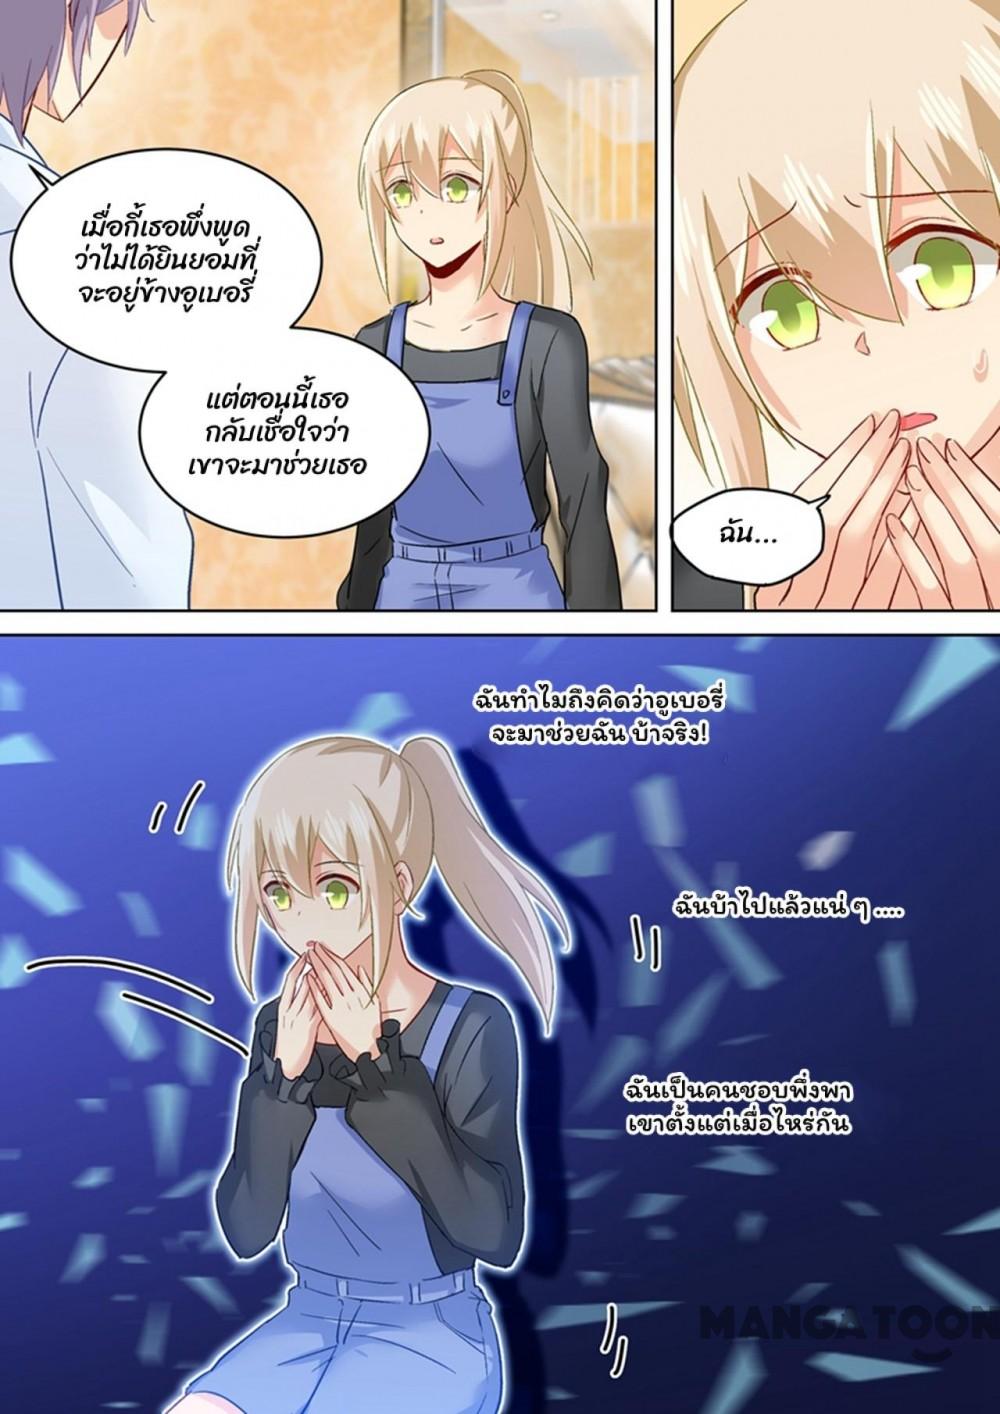 เมื่อกี้เธอพึ่งพูด
ว่าไม่ได้ยินยอมที่
จะอยู่ข้างอูเบอรี่
แต่ตอนนี้เธอ
กลับเชื่อใจว่า
เขาจะมาช่วยเธอ
ฉัน...
ฉันทำไมถึงคิดว่าอูเบอรี่
จะมาช่วยฉัน บ้าจริง!
ฉันบ้าไปแล้วแน่ ๆ ....
ฉันเป็นคนชอบพึ่งพา
เขาตั้งแต่เมื่อไหร่กัน
MANGATOON